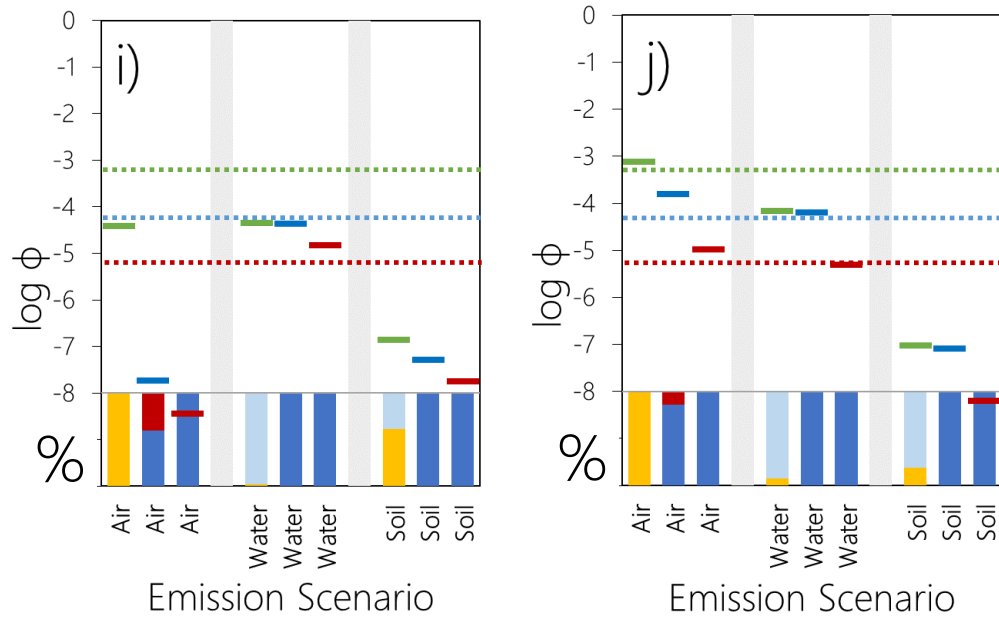 i)
0
-1
-2
-3
-4
-5
-6
-7
-8
log ϕ
%
Air
Air
Air
Water
Water
Water
Soil
Soil
Soil
Emission Scenario
j)
0
-1
-2
-3
-4
-5
-6
-7
-8
log ϕ
%
Air
Air
Air
Water
Water
Water
Soil
Soil
Soil
Emission Scenario